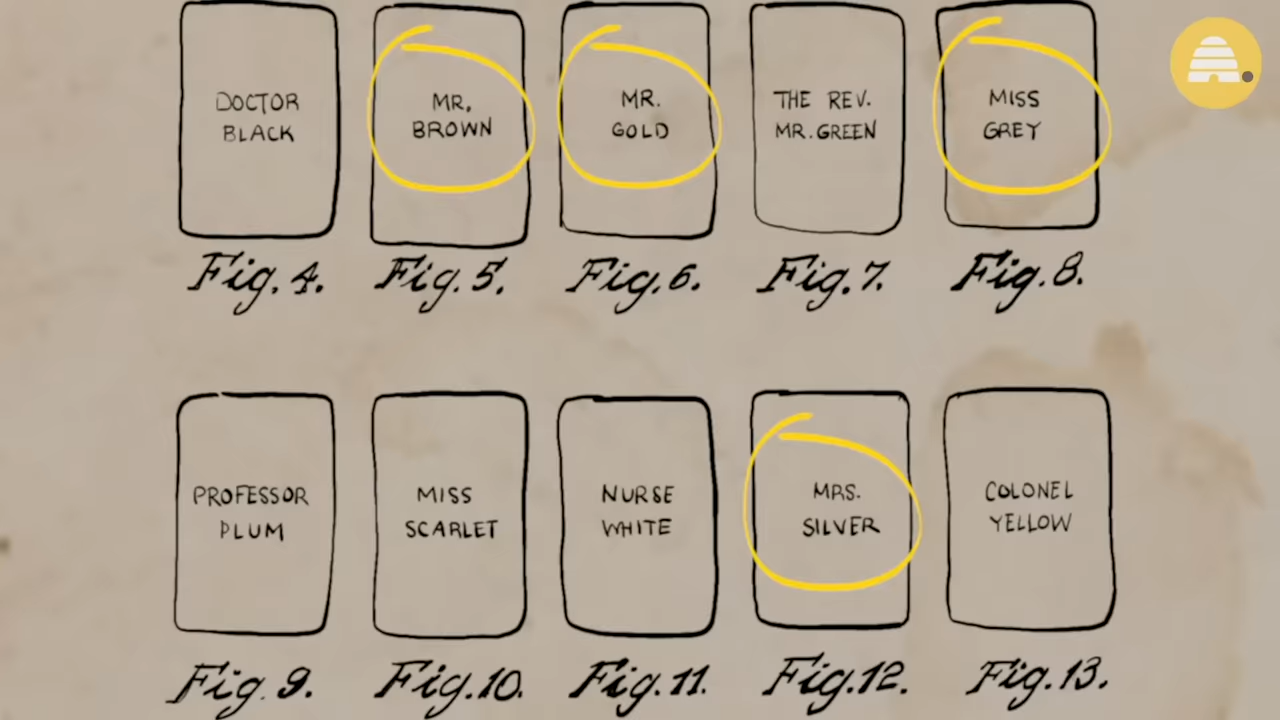 DOCTOR
BLACK
MR.
BROWN
MR.
GOLD
THE REV.
MR. GREEN
MISS
GREY
Fig. 4.
Fig. 5.
Fig. 6.
Fig. 7.
Fig. 8.
PROFESSOR
PLUM
MISS
SCARLET
NURSE
WHITE
MRS.
SILVER
COLONEL
YELLOW
Fig. 9.
Fig. 10.
Fig. 11.
Fig. 12.
Fig. 13.